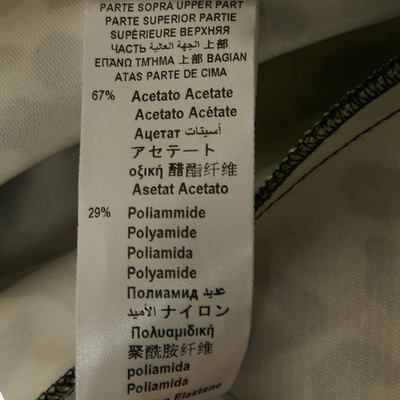 PARTE SOPRA UPPER PART
PARTE SUPERIOR PARTIE
SUPÉRIEURE ВЕРХНЯЯ
ЧАСТЬ الجهة العالية 上部
ΕΠΑΝΩ ΤΜΗΜΑ 上部 BAGIAN
ATAS PARTE DE CIMA
67% Acetato Acetate
Acetato Acétate
Ацетат أسيتات
アセテート
οξική 醋酯纤维
Asetat Acetato
29% Poliammide
Polyamide
Poliamida
Polyamide
Полиамид عديد
الأميد ナイロン
Πολυαμιδική
聚酰胺纤维
poliamida
Poliamida
Elastane